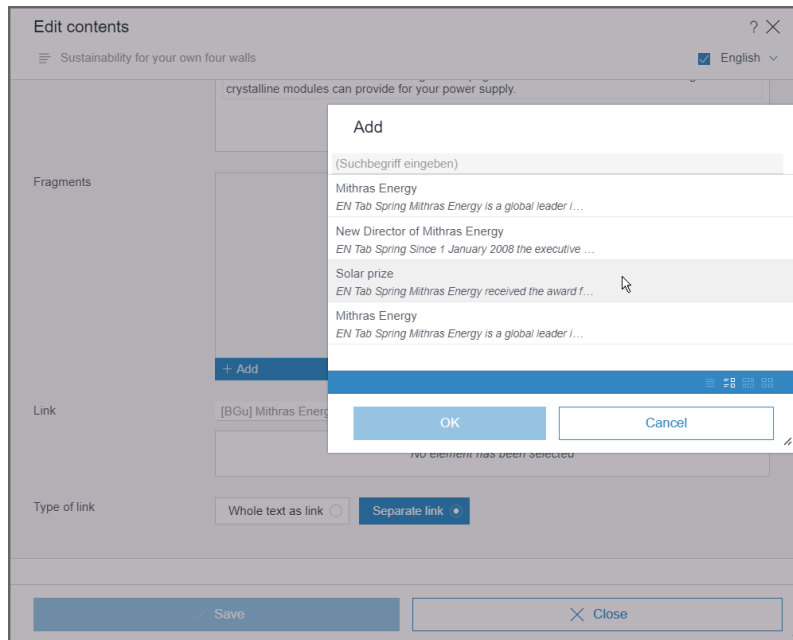 Edit contents
?
Sustainability for your own four walls
English
crystalline modules can provide for your power supply.
Add
(Suchbegriff eingeben)
Fragments
Mithras Energy
EN Tab Spring Mithras Energy is a global leader i…
New Director of Mithras Energy
EN Tab Spring Since 1 January 2008 the executive …
Solar prize
EN Tab Spring Mithras Energy received the award f…
Mithras Energy
EN Tab Spring Mithras Energy is a global leader i…
+ Add
Link
[BGu] Mithras Energ
OK
Cancel
No element has been selected
Type of link
Whole text as link
Separate link
Save
Close